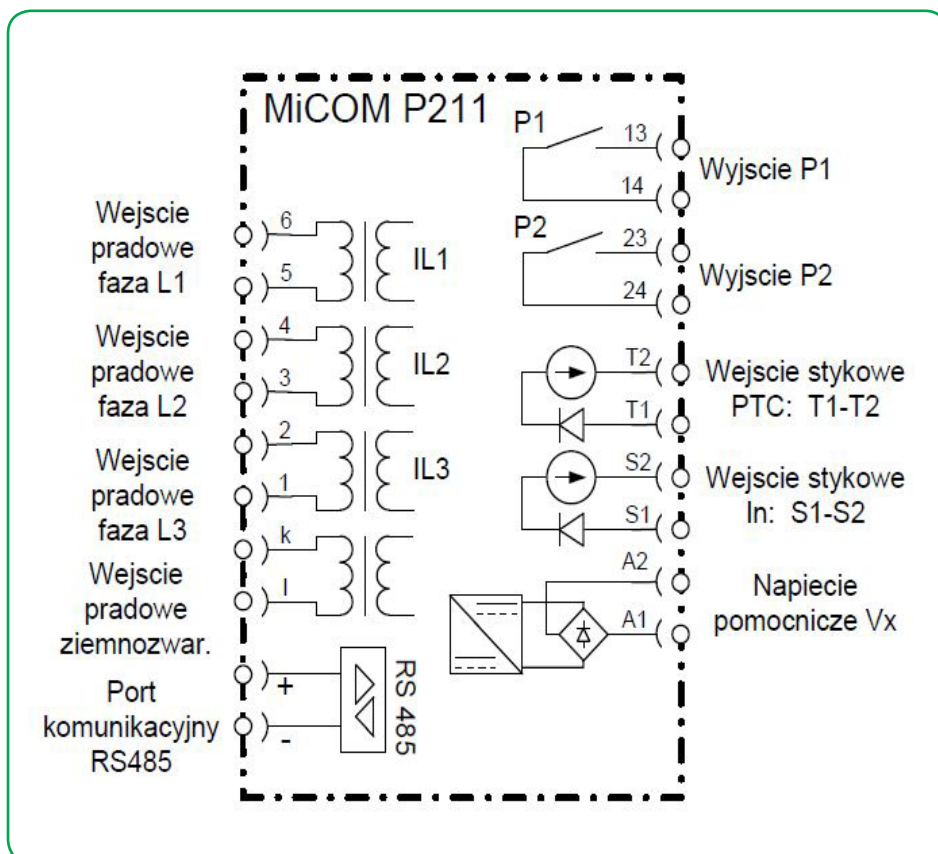 MiCOM P211
Wejscie
pradowe
faza L1
6
5
IL1
Wejscie
pradowe
faza L2
4
3
IL2
Wejscie
pradowe
faza L3
2
1
IL3
Wejscie
pradowe
ziemnozwar.
k
l
Port
komunikacyjny
RS485
+
-
RS 485
P1
13
14
Wyjscie P1
P2
23
24
Wyjscie P2
T2
T1
Wejscie stykowe
PTC: T1-T2
S2
S1
Wejscie stykowe
In: S1-S2
A2
A1
Napiecie
pomocnicze Vx